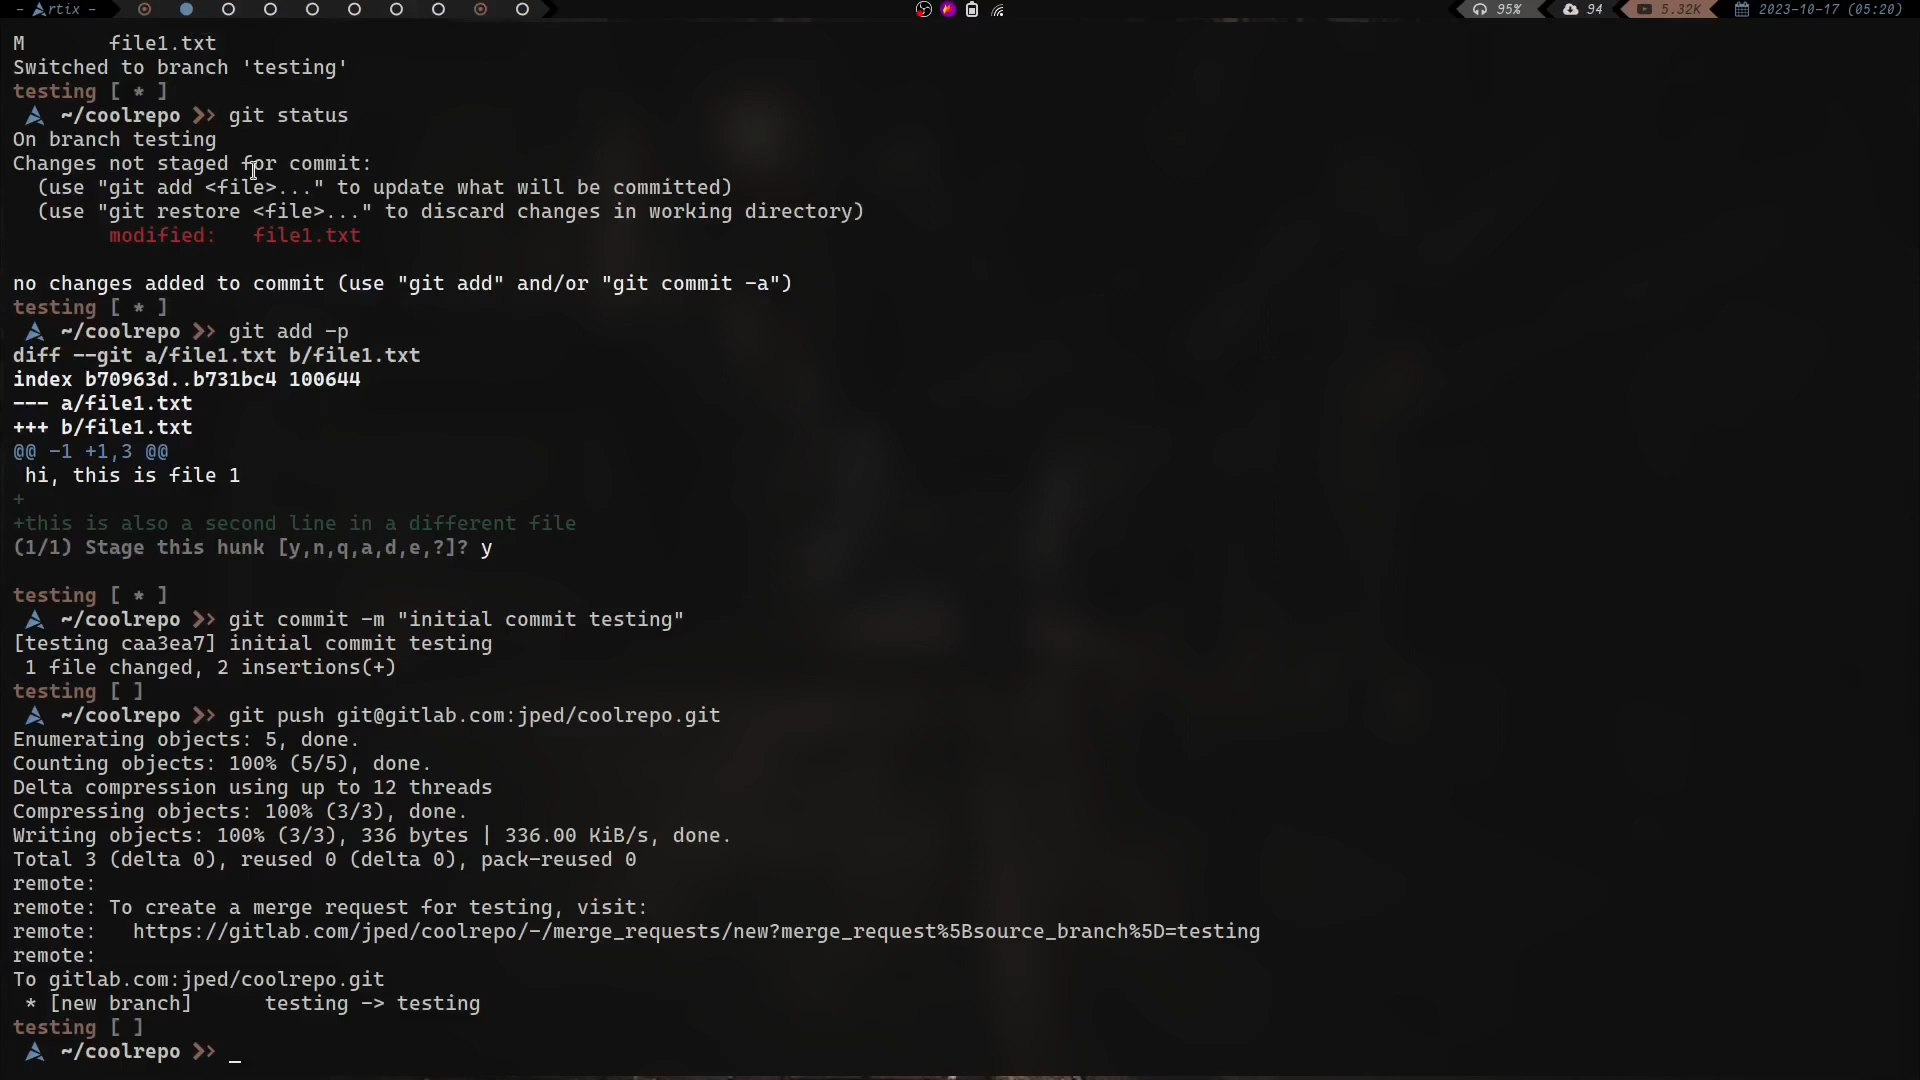 - Artix -
95%
94
5.32K
2023-10-17 (05:20)
M       file1.txt
Switched to branch 'testing'
testing [ * ]
~/coolrepo >> git status
On branch testing
Changes not staged for commit:
  (use "git add <file>..." to update what will be committed)
  (use "git restore <file>..." to discard changes in working directory)
        modified:   file1.txt
no changes added to commit (use "git add" and/or "git commit -a")
testing [ * ]
~/coolrepo >> git add -p
diff --git a/file1.txt b/file1.txt
index b70963d..b731bc4 100644
--- a/file1.txt
+++ b/file1.txt
@@ -1 +1,3 @@
 hi, this is file 1
+
+this is also a second line in a different file
(1/1) Stage this hunk [y,n,q,a,d,e,?]? y
testing [ * ]
~/coolrepo >> git commit -m "initial commit testing"
[testing caa3ea7] initial commit testing
 1 file changed, 2 insertions(+)
testing [ ]
~/coolrepo >> git push git@gitlab.com:jped/coolrepo.git
Enumerating objects: 5, done.
Counting objects: 100% (5/5), done.
Delta compression using up to 12 threads
Compressing objects: 100% (3/3), done.
Writing objects: 100% (3/3), 336 bytes | 336.00 KiB/s, done.
Total 3 (delta 0), reused 0 (delta 0), pack-reused 0
remote:
remote: To create a merge request for testing, visit:
remote:   https://gitlab.com/jped/coolrepo/-/merge_requests/new?merge_request%5Bsource_branch%5D=testing
remote:
To gitlab.com:jped/coolrepo.git
 * [new branch]      testing -> testing
testing [ ]
~/coolrepo >> _